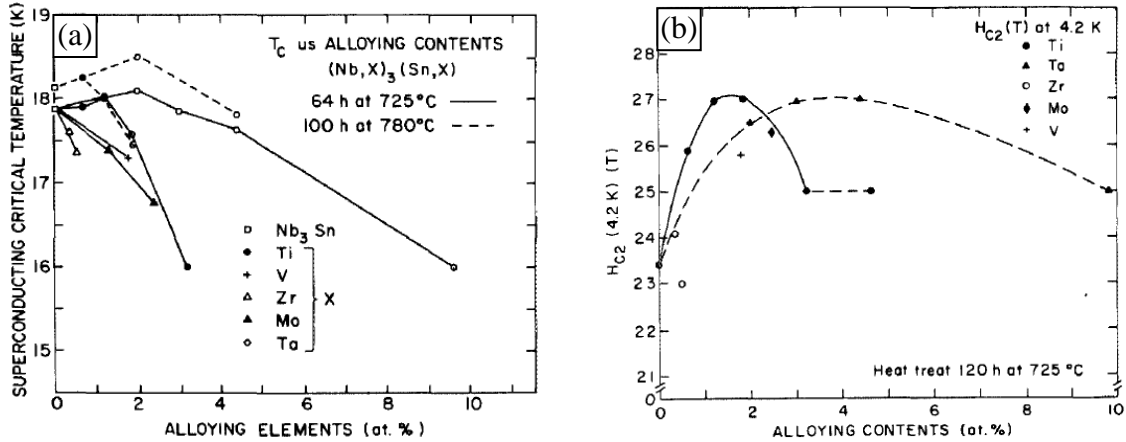 (a)
T_C us ALLOYING CONTENTS
(Nb,X)₃(Sn,X)
64 h at 725°C
100 h at 780°C
SUPERCONDUCTING CRITICAL TEMPERATURE (K)
19
18
17
16
15
Nb₃Sn
Ti
V
Zr
Mo
Ta
X
0 2 4 6 8 10
ALLOYING ELEMENTS (at.%)
(b)
H_C2(T) at 4.2 K
Ti
Ta
Zr
Mo
V
H_C2 (4.2 K) (T)
28
27
26
25
24
23
22
21
0
Heat treat 120 h at 725°C
0 2 4 6 8 10
ALLOYING CONTENTS (at.%)